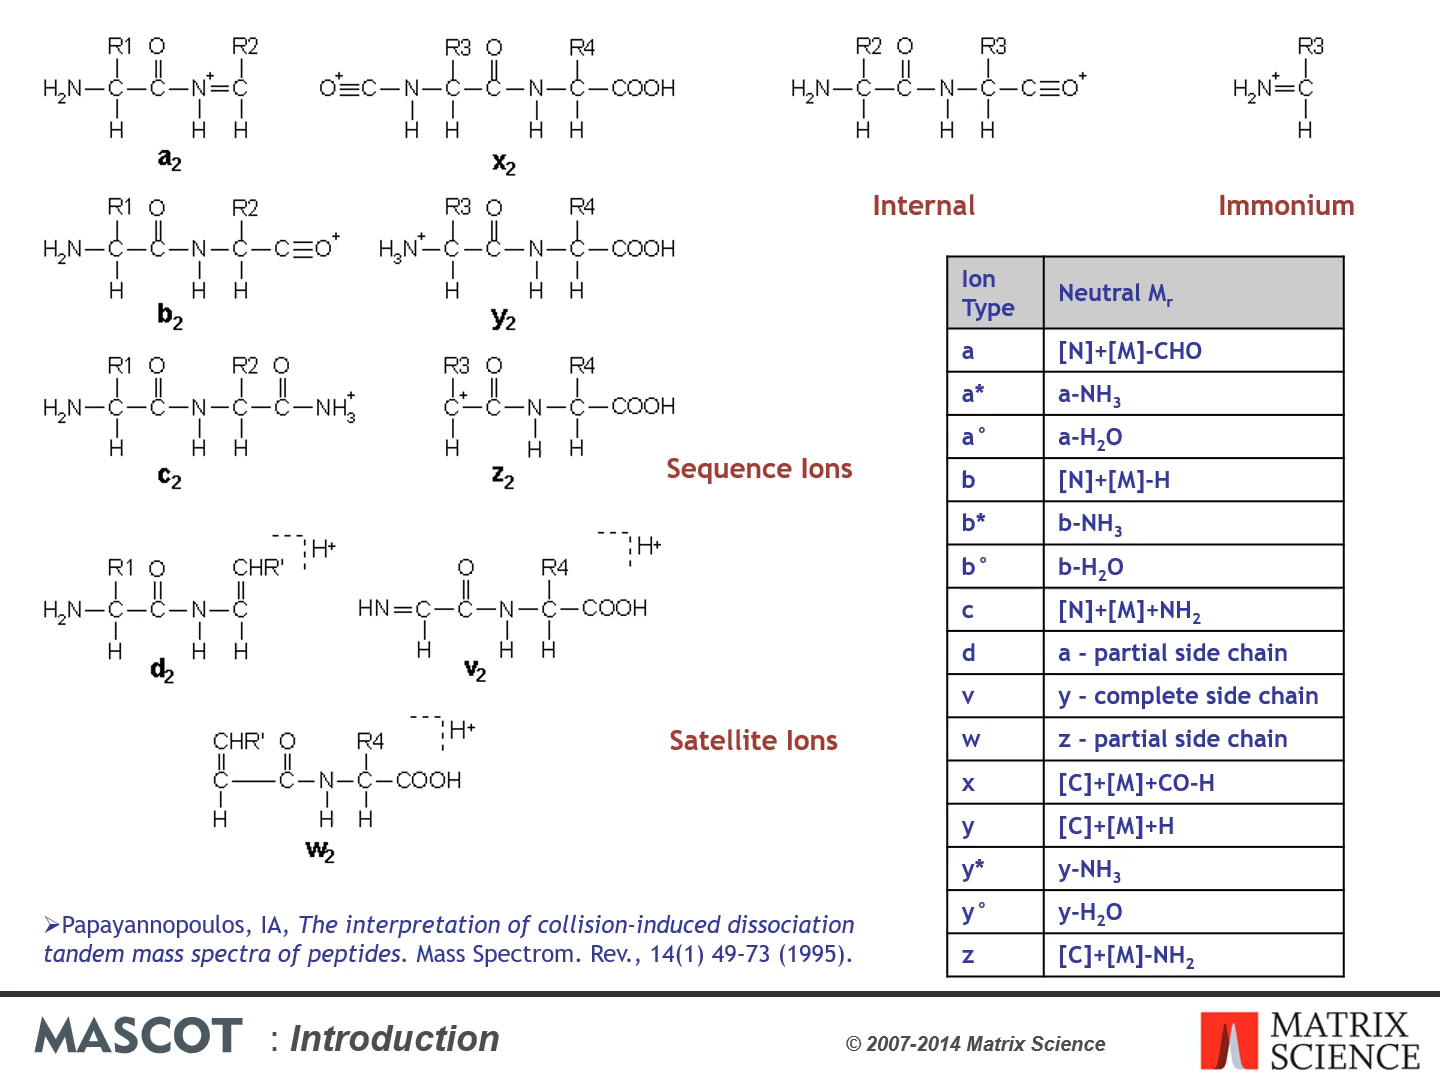 R1 O R2
H₂N–C–C–N⁺=C
H H H
a₂
R3 O R4
O⁺≡C–N–C–C–N–C–COOH
H H H H
x₂
R2 O R3
H₂N–C–C–N–C–C≡O⁺
H H H
Internal
R3
H₂N⁺=C
H
Immonium
R1 O R2
H₂N–C–C–N–C–C≡O⁺
H H H
b₂
R3 O R4
H₃N⁺–C–C–N–C–COOH
H H H
y₂
R1 O R2 O
H₂N–C–C–N–C–C–NH₃⁺
H H H
c₂
R3 O R4
C⁺–C–N–C–COOH
H H H
z₂
Sequence Ions
R1 O CHR' H+
H₂N–C–C–N–C
H H H
d₂
O R4 H+
HN=C–C–N–C–COOH
H H H
v₂
CHR' O R4 H+
C–C–N–C–COOH
H H H
w₂
Satellite Ions
Ion Type Neutral Mᵣ
a [N]+[M]-CHO
a* a-NH₃
a° a-H₂O
b [N]+[M]-H
b* b-NH₃
b° b-H₂O
c [N]+[M]+NH₂
d a - partial side chain
v y - complete side chain
w z - partial side chain
x [C]+[M]+CO-H
y [C]+[M]+H
y* y-NH₃
y° y-H₂O
z [C]+[M]-NH₂
➢Papayannopoulos, IA, The interpretation of collision-induced dissociation
tandem mass spectra of peptides. Mass Spectrom. Rev., 14(1) 49-73 (1995).
MASCOT : Introduction
© 2007-2014 Matrix Science
MATRIX
SCIENCE